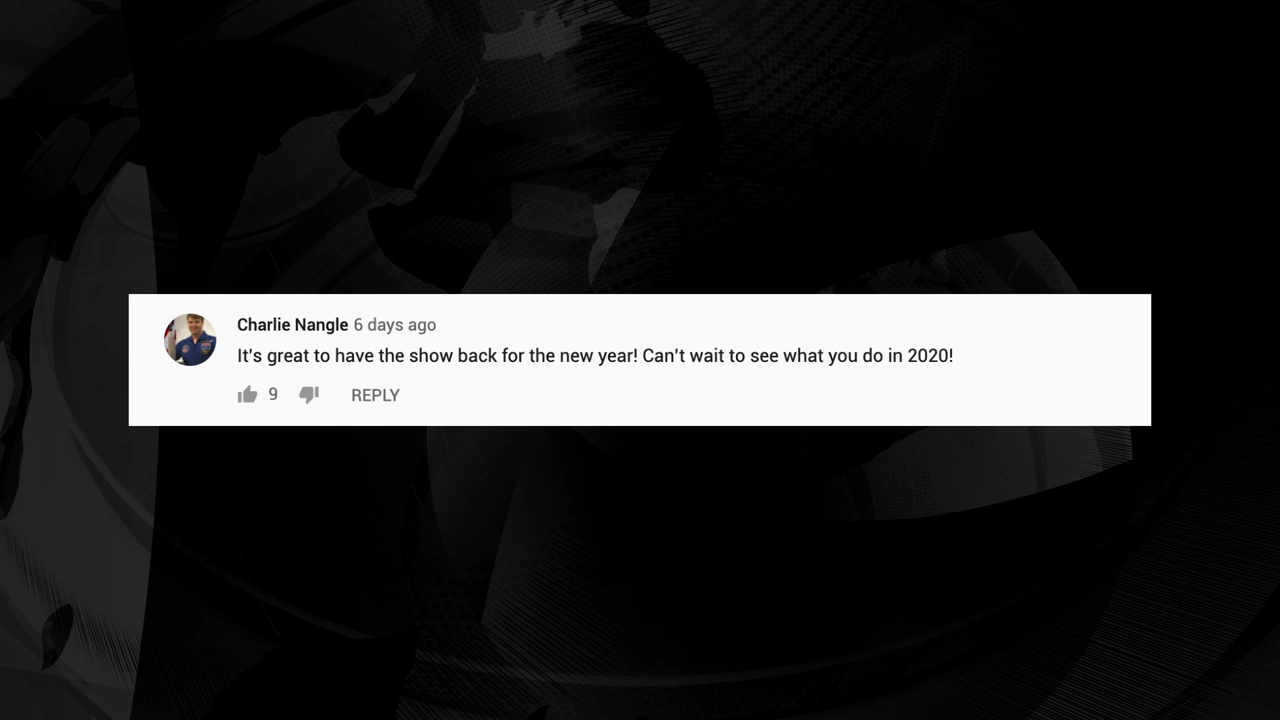 Charlie Nangle 6 days ago
It's great to have the show back for the new year! Can't wait to see what you do in 2020!
9 REPLY